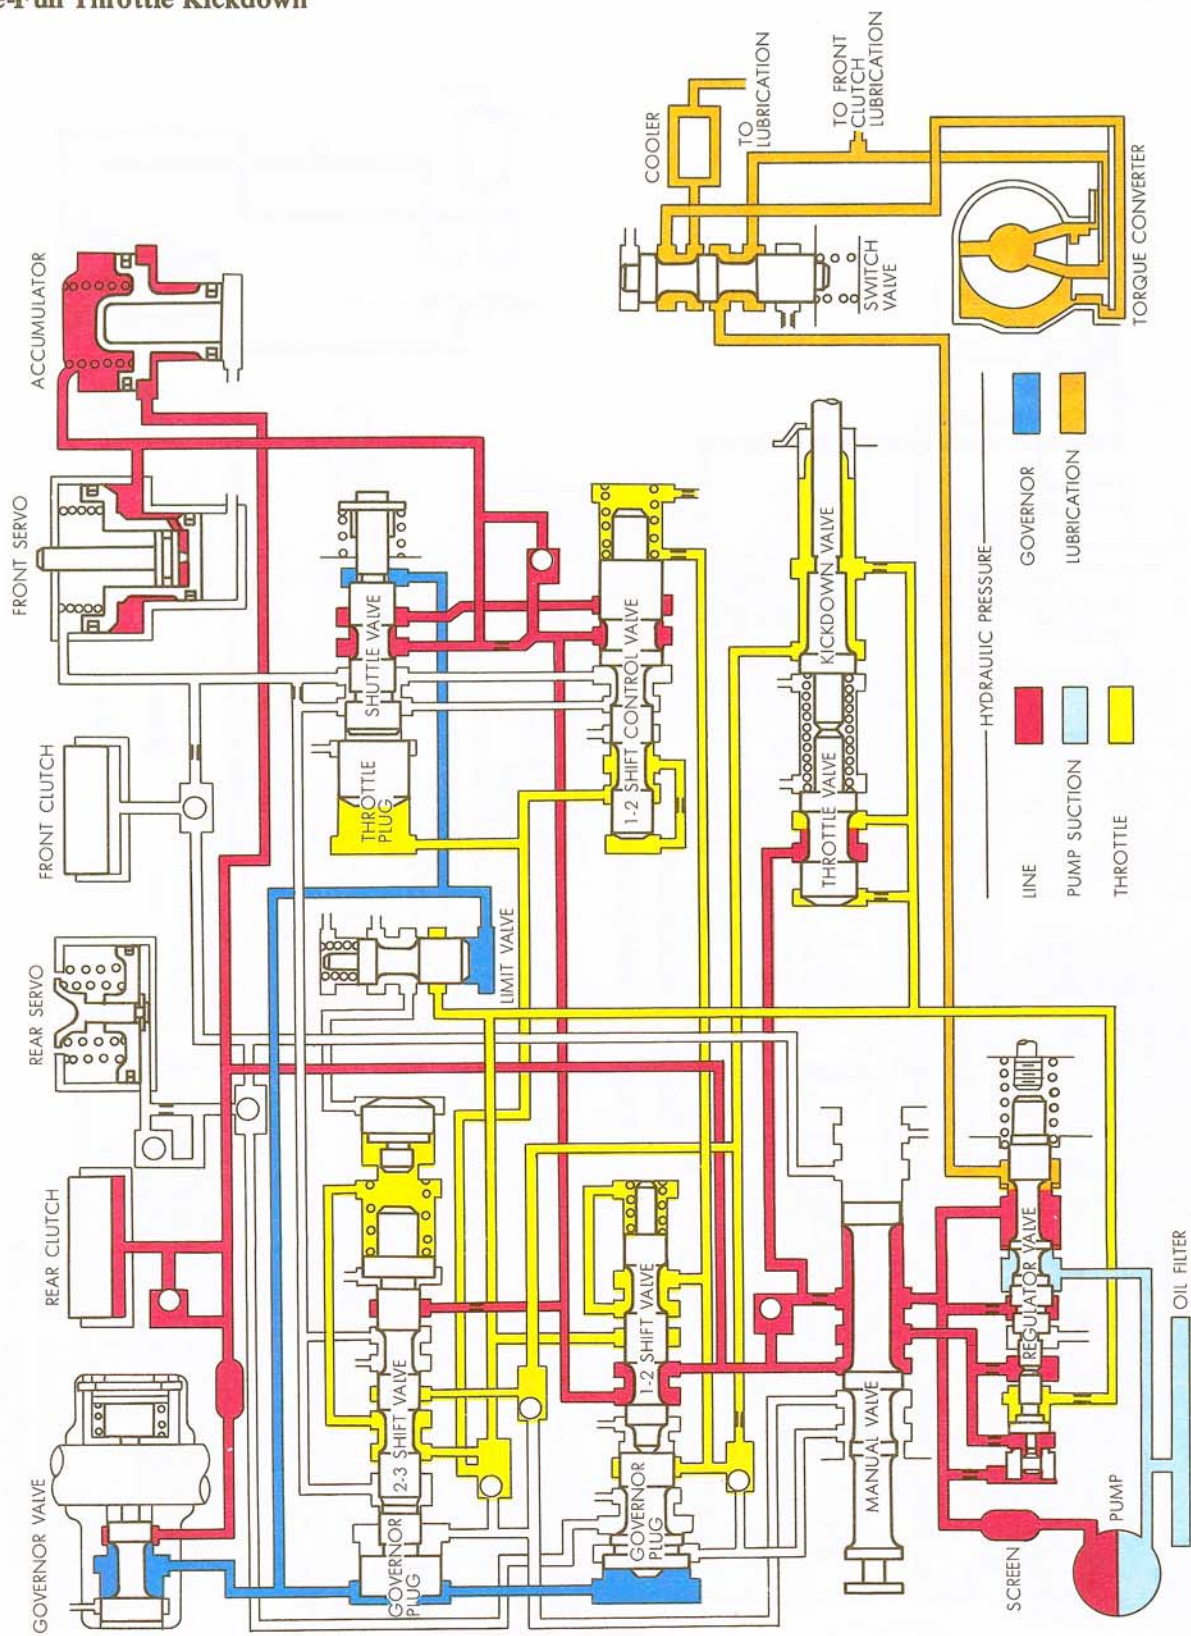 e-Full Throttle Kickdown
GOVERNOR VALVE
REAR CLUTCH
REAR SERVO
FRONT CLUTCH
FRONT SERVO
ACCUMULATOR
GOVERNOR
PLUG
2-3 SHIFT VALVE
LIMIT VALVE
THROTTLE
PLUG
SHUTTLE VALVE
GOVERNOR
PLUG
1-2 SHIFT VALVE
1-2 SHIFT CONTROL VALVE
COOLER
TO
LUBRICATION
TO FRONT
CLUTCH
LUBRICATION
SWITCH
VALVE
TORQUE CONVERTER
MANUAL VALVE
THROTTLE VALVE
KICKDOWN VALVE
SCREEN
PUMP
REGULATOR VALVE
OIL FILTER
HYDRAULIC PRESSURE
LINE
PUMP SUCTION
THROTTLE
GOVERNOR
LUBRICATION